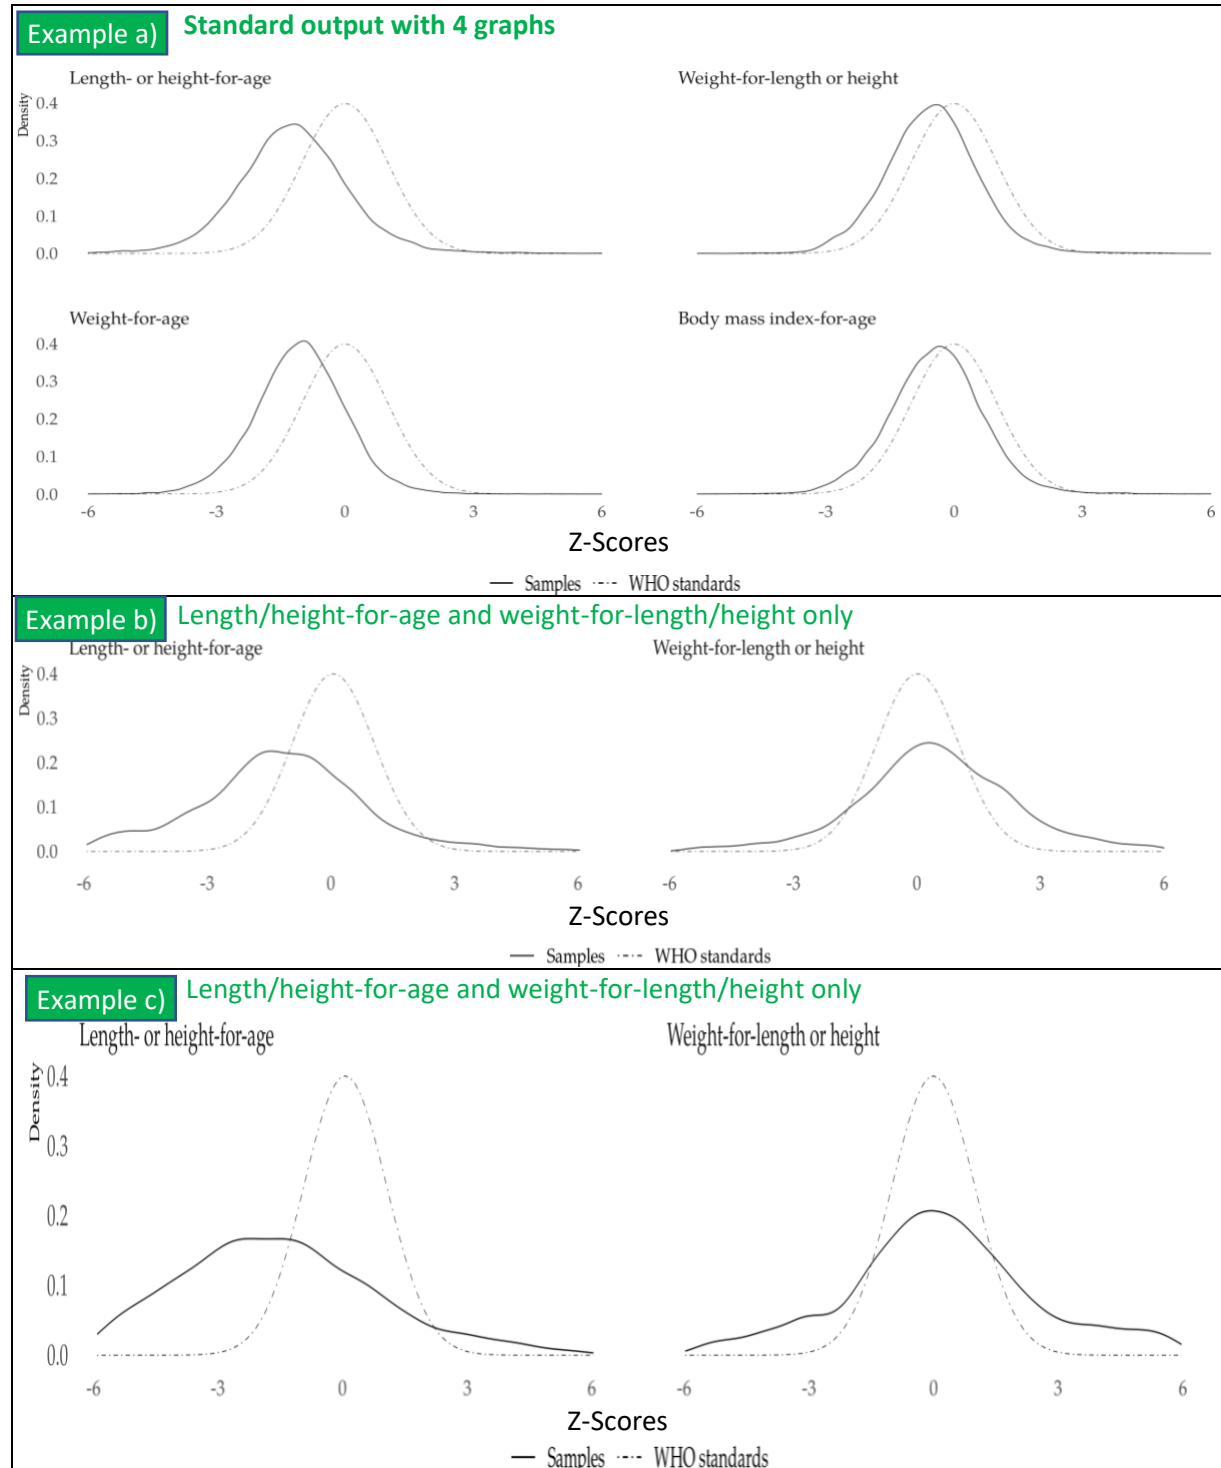 Example a)
Standard output with 4 graphs
Length- or height-for-age
Weight-for-length or height
Density
0.4
0.3
0.2
0.1
0.0
Weight-for-age
Body mass index-for-age
0.4
0.3
0.2
0.1
0.0
-6 -3 0 3 6
-3 0 3 6
Z-Scores
Samples WHO standards
Example b)
Length/height-for-age and weight-for-length/height only
Length- or height-for-age
Weight-for-length or height
Density
0.4
0.3
0.2
0.1
0.0
-6 -3 0 3 6
-6 -3 0 3 6
Z-Scores
Samples WHO standards
Example c)
Length/height-for-age and weight-for-length/height only
Length- or height-for-age
Weight-for-length or height
Density
0.4
0.3
0.2
0.1
0.0
-6 -3 0 3 6
-6 -3 0 3 6
Z-Scores
Samples WHO standards